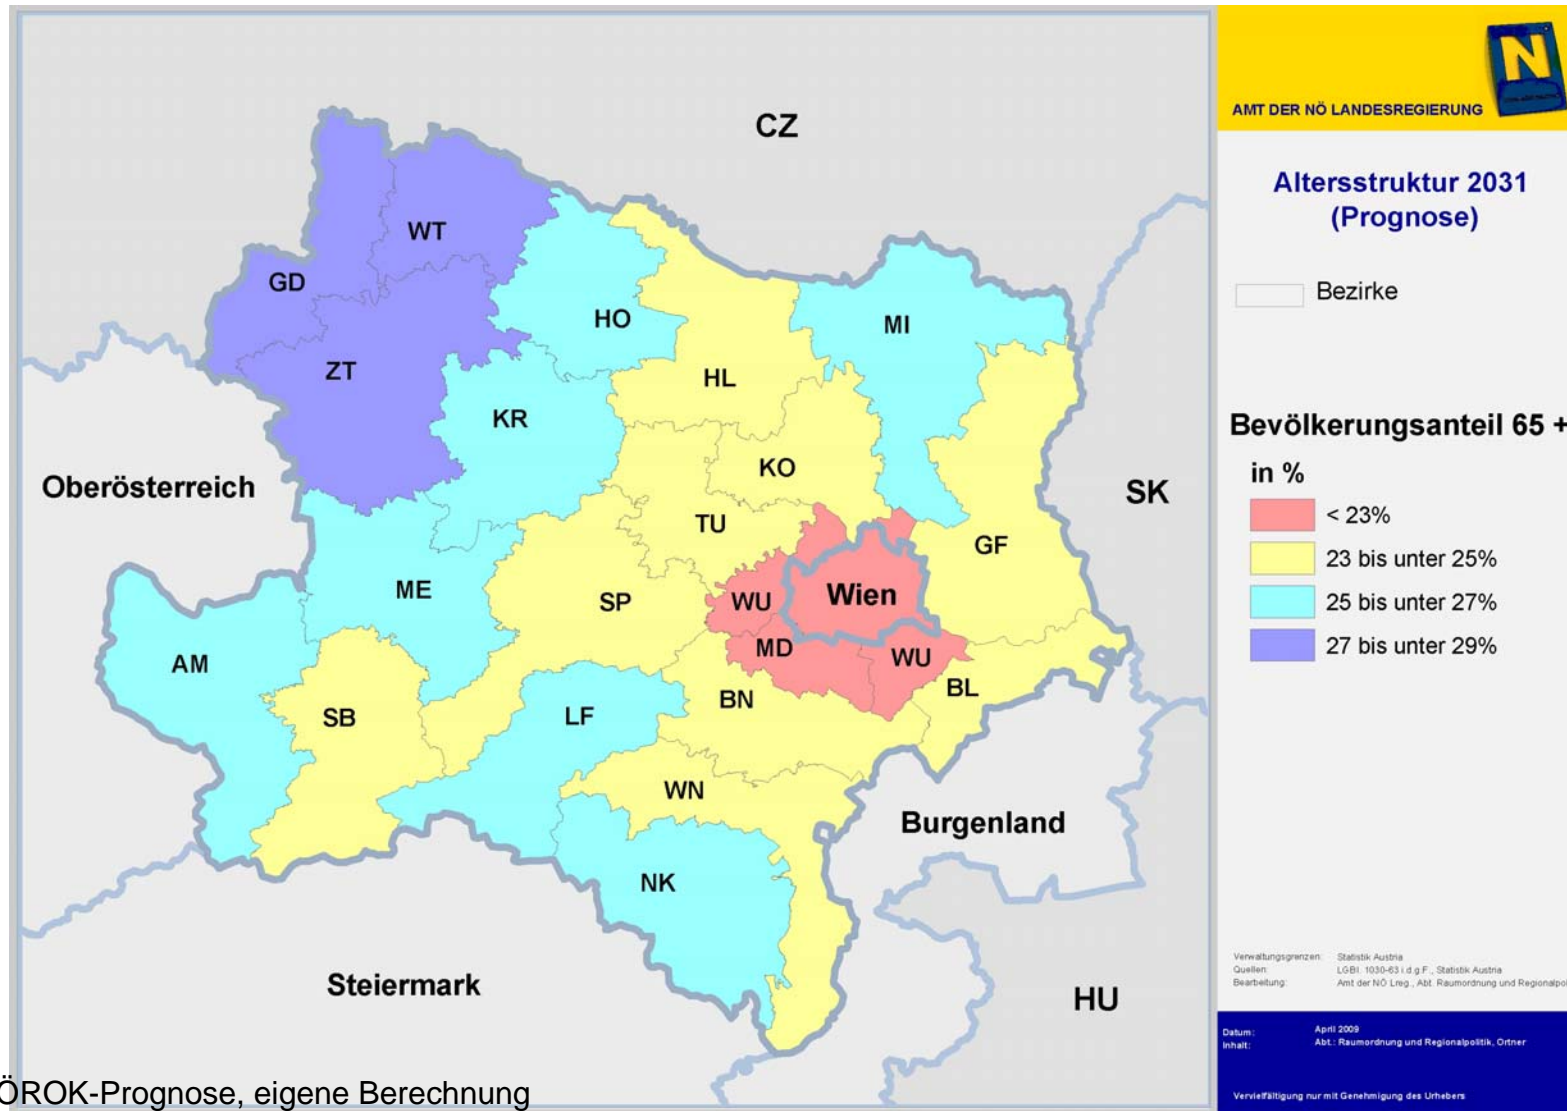 CZ
WT
GD
HO
MI
ZT
HL
KR
KO
Oberösterreich
SK
TU
GF
ME
SP
WU
Wien
AM
MD
WU
BL
SB
LF
BN
WN
Burgenland
NK
Steiermark
HU
ÖROK-Prognose, eigene Berechnung
N
AMT DER NÖ LANDESREGIERUNG
Altersstruktur 2031
(Prognose)
Bezirke
Bevölkerungsanteil 65 +
in %
< 23%
23 bis unter 25%
25 bis unter 27%
27 bis unter 29%
Verwaltungsgrenzen: Statistik Austria
Quellen: LGBl. 1030-63 i.d.g.F., Statistik Austria
Bearbeitung: Amt der NÖ Lreg., Abt. Raumordnung und Regionalpol
Datum: April 2009
Inhalt: Abt.: Raumordnung und Regionalpolitik, Ortner
Vervielfältigung nur mit Genehmigung des Urhebers